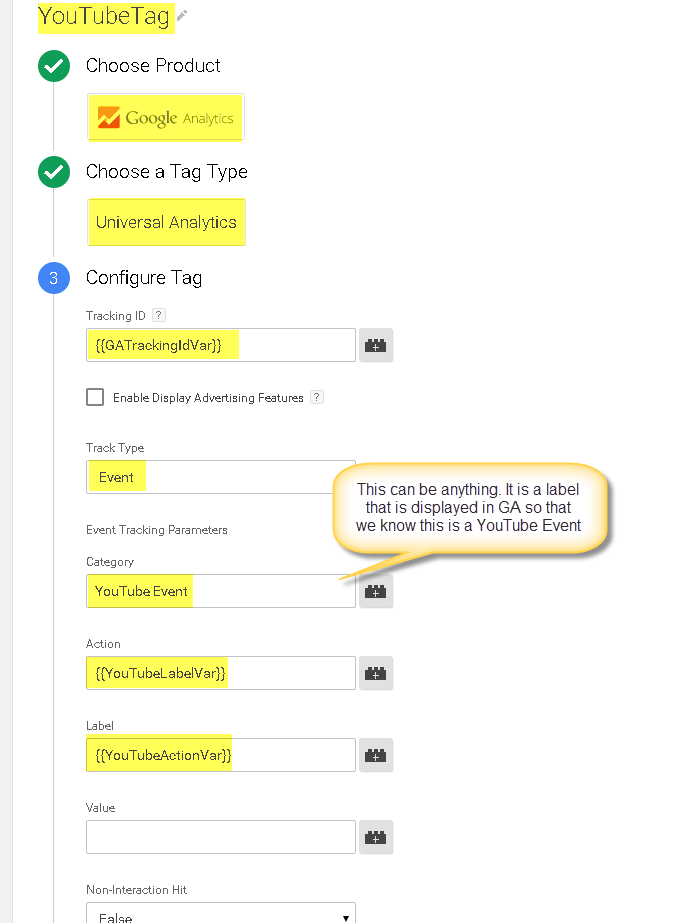 YouTubeTag
Choose Product
Google Analytics
Choose a Tag Type
Universal Analytics
3
Configure Tag
Tracking ID ?
{{GATrackingIdVar}}
Enable Display Advertising Features ?
Track Type
Event
This can be anything. It is a label
that is displayed in GA so that
we know this is a YouTube Event
Event Tracking Parameters
Category
YouTube Event
Action
{{YouTubeLabelVar}}
Label
{{YouTubeActionVar}}
Value
Non-Interaction Hit
False